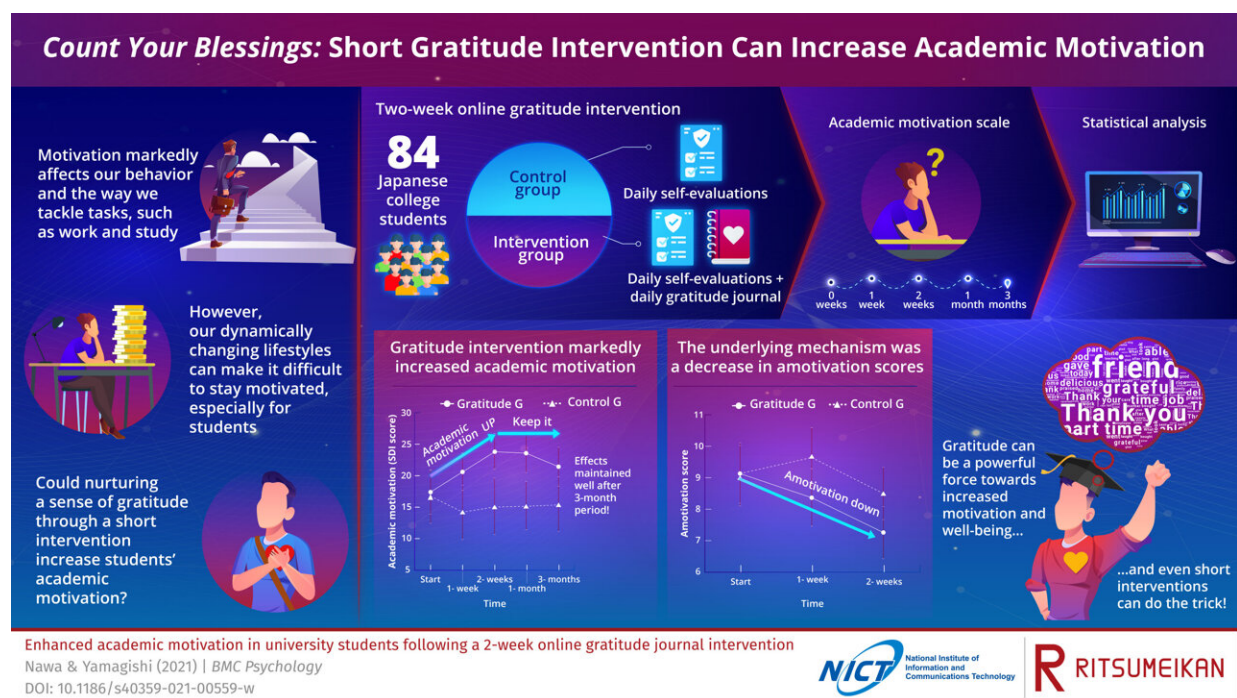 Count Your Blessings: Short Gratitude Intervention Can Increase Academic Motivation
Motivation markedly
affects our behavior
and the way we
tackle tasks, such
as work and study
However,
our dynamically
changing lifestyles
can make it difficult
to stay motivated,
especially for
students
Could nurturing
a sense of gratitude
through a short
intervention
increase students'
academic
motivation?
Two-week online gratitude intervention
84
Japanese
college
students
Control
group
Intervention
group
Daily self-evaluations
Daily self-evaluations +
daily gratitude journal
Academic motivation scale
?
0
weeks
1
week
2
weeks
1
month
3
months
Statistical analysis
Gratitude intervention markedly
increased academic motivation
Gratitude G
Control G
Academic motivation (SDI score)
30
25
20
15
10
5
Academic
motivation UP
Keep it
Effects
maintained
well after
3-month
period!
Start
1- week
2- weeks
1- month
3- months
Time
The underlying mechanism was
a decrease in amotivation scores
Gratitude G
Control G
Amotivation score
11
10
9
8
7
6
Amotivation down
Start
1- week
2- weeks
Time
friend
grateful
Thank you
part time
time job
delicious
gave
today
Thank
able
Gratitude can
be a powerful
force towards
increased
motivation and
well-being...
...and even short
interventions
can do the trick!
Enhanced academic motivation in university students following a 2-week online gratitude journal intervention
Nawa & Yamagishi (2021) | BMC Psychology
DOI: 10.1186/s40359-021-00559-w
NICT
National Institute of
Information and
Communications Technology
R RITSUMEIKAN